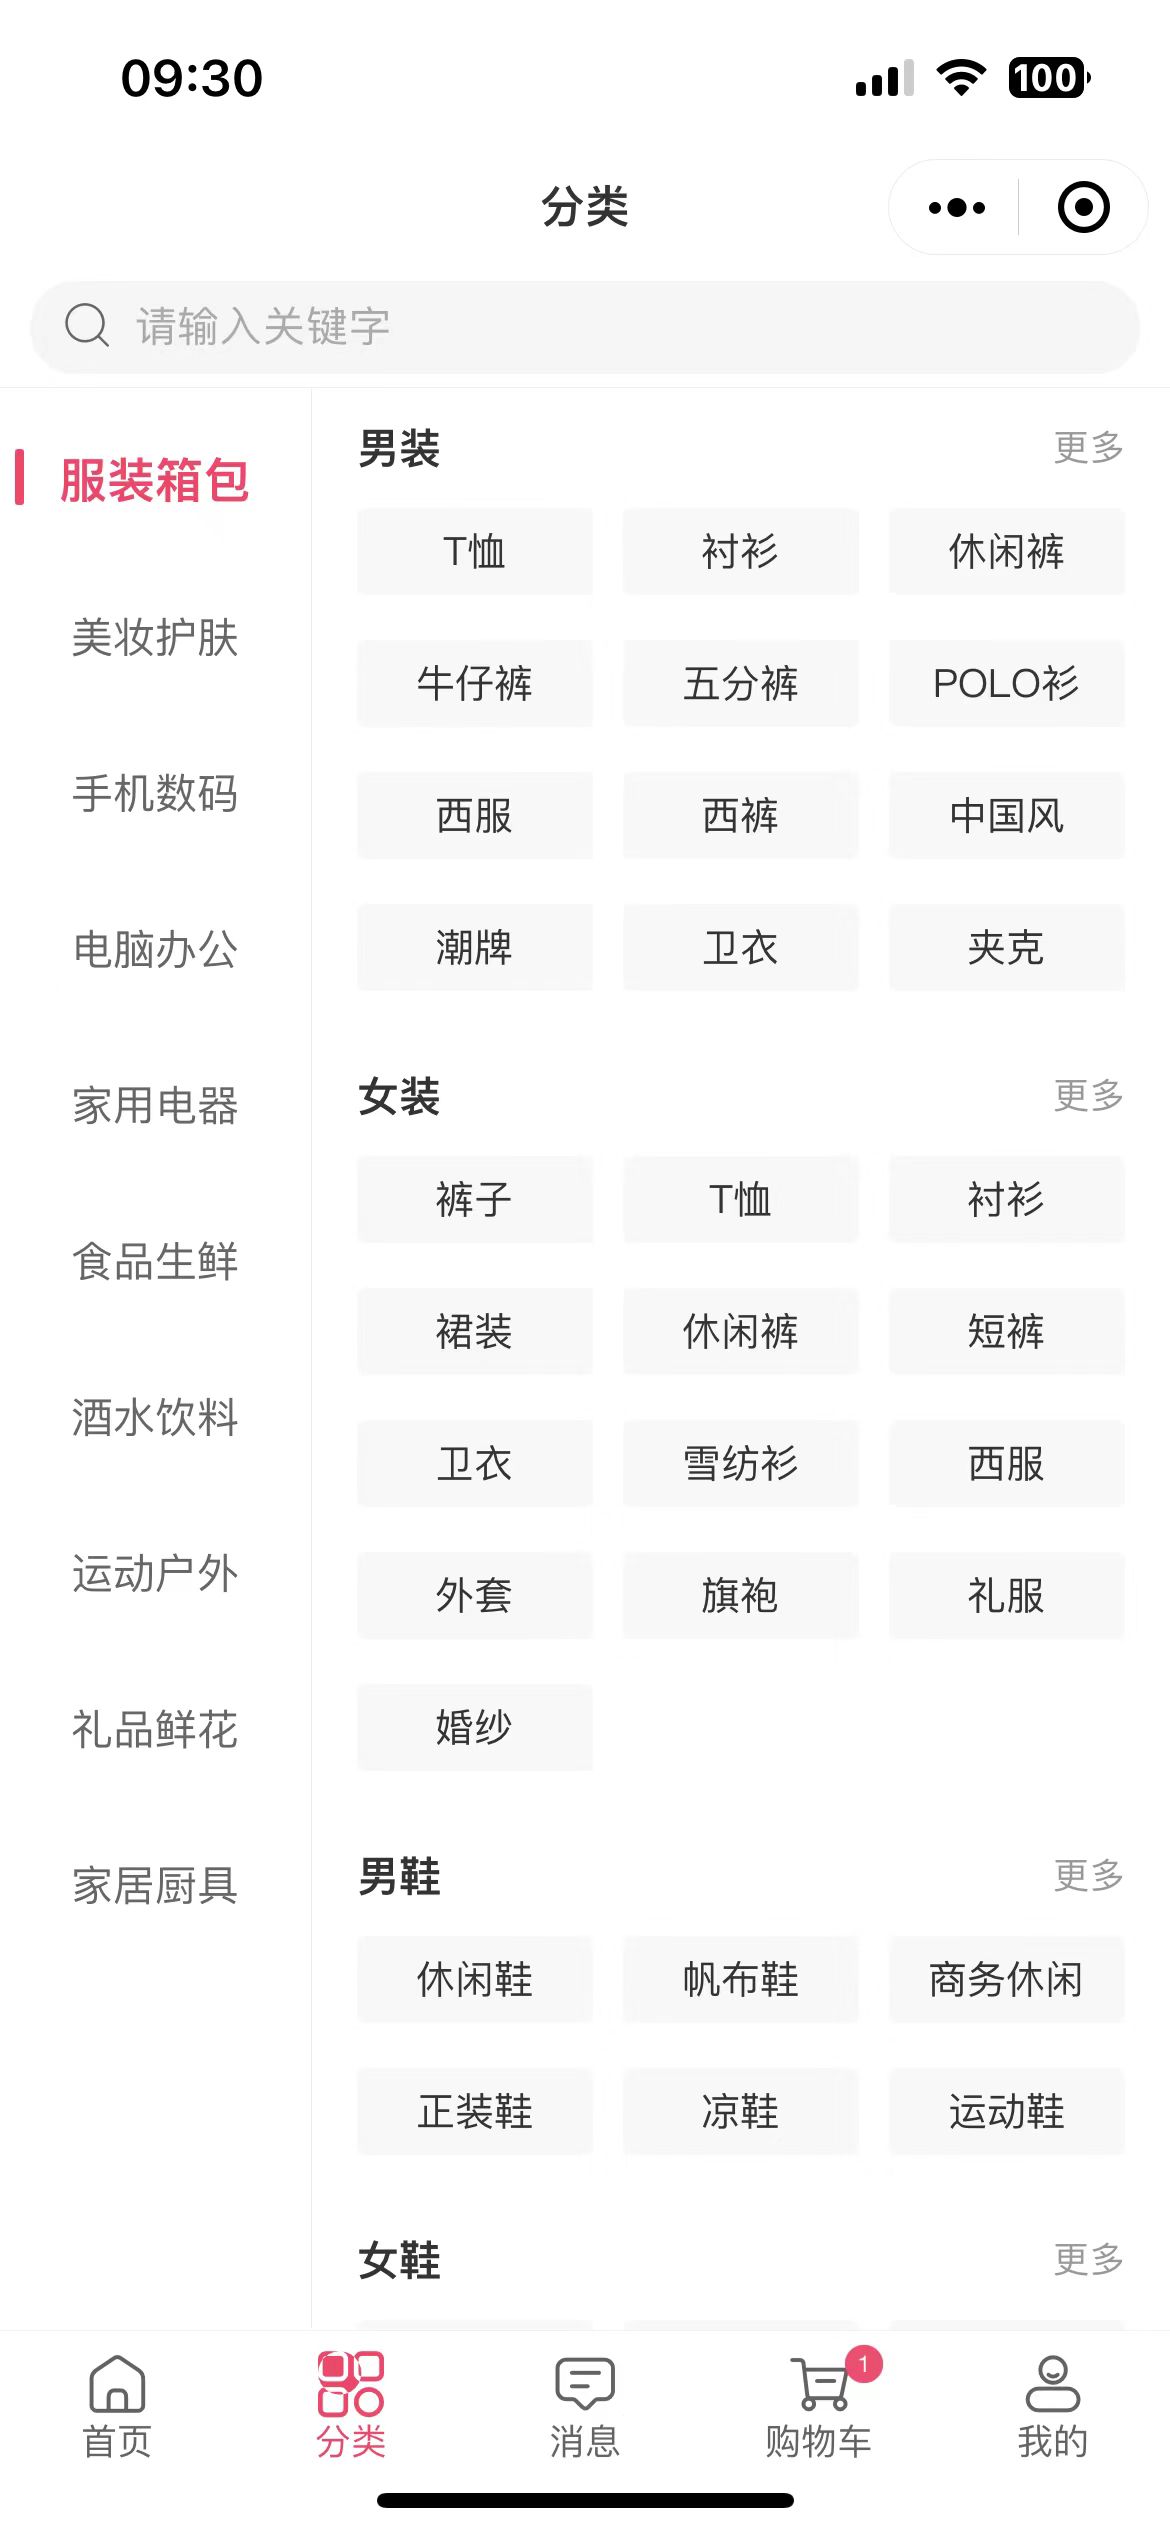 09:30
100
分类
请输入关键字
服装箱包
美妆护肤
手机数码
电脑办公
家用电器
食品生鲜
酒水饮料
运动户外
礼品鲜花
家居厨具
男装 更多
T恤 衬衫 休闲裤
牛仔裤 五分裤 POLO衫
西服 西裤 中国风
潮牌 卫衣 夹克
女装 更多
裤子 T恤 衬衫
裙装 休闲裤 短裤
卫衣 雪纺衫 西服
外套 旗袍 礼服
婚纱
男鞋 更多
休闲鞋 帆布鞋 商务休闲
正装鞋 凉鞋 运动鞋
女鞋 更多
1
首页 分类 消息 购物车 我的